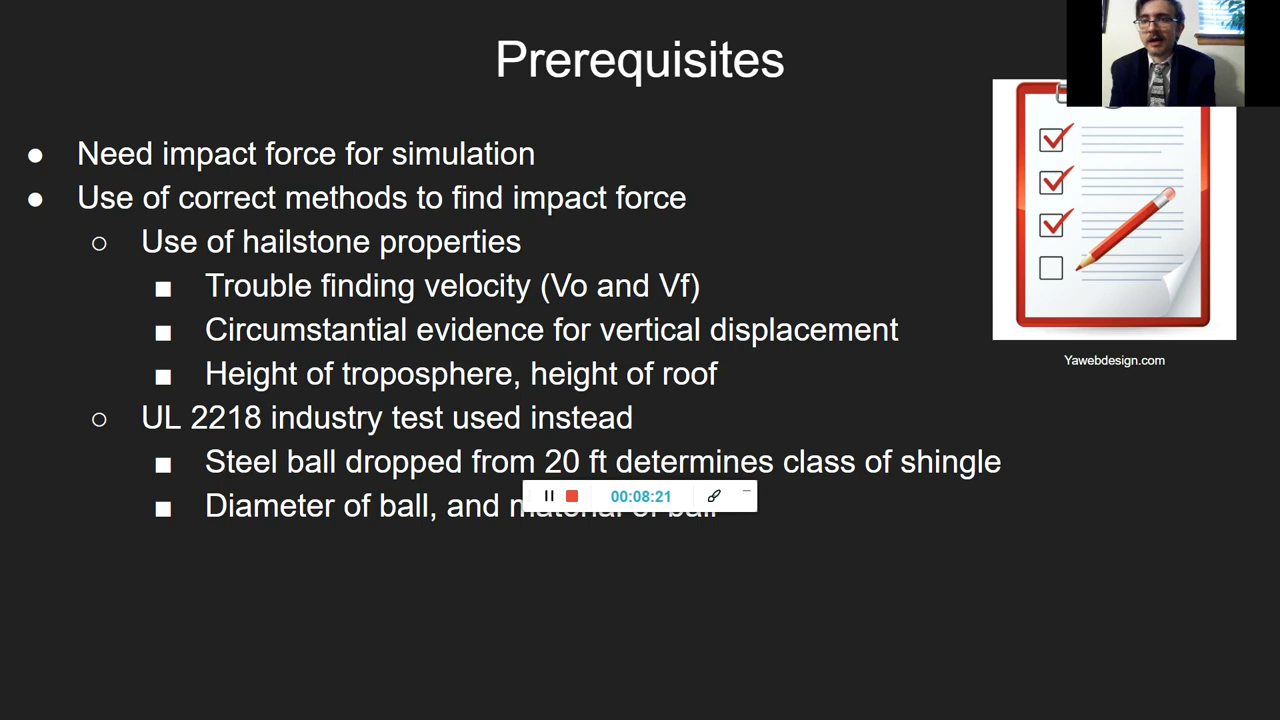 Prerequisites
● Need impact force for simulation
● Use of correct methods to find impact force
○ Use of hailstone properties
■ Trouble finding velocity (Vo and Vf)
■ Circumstantial evidence for vertical displacement
■ Height of troposphere, height of roof
Yawebdesign.com
○ UL 2218 industry test used instead
■ Steel ball dropped from 20 ft determines class of shingle
■ Diameter of ball, and material of ball
00:08:21